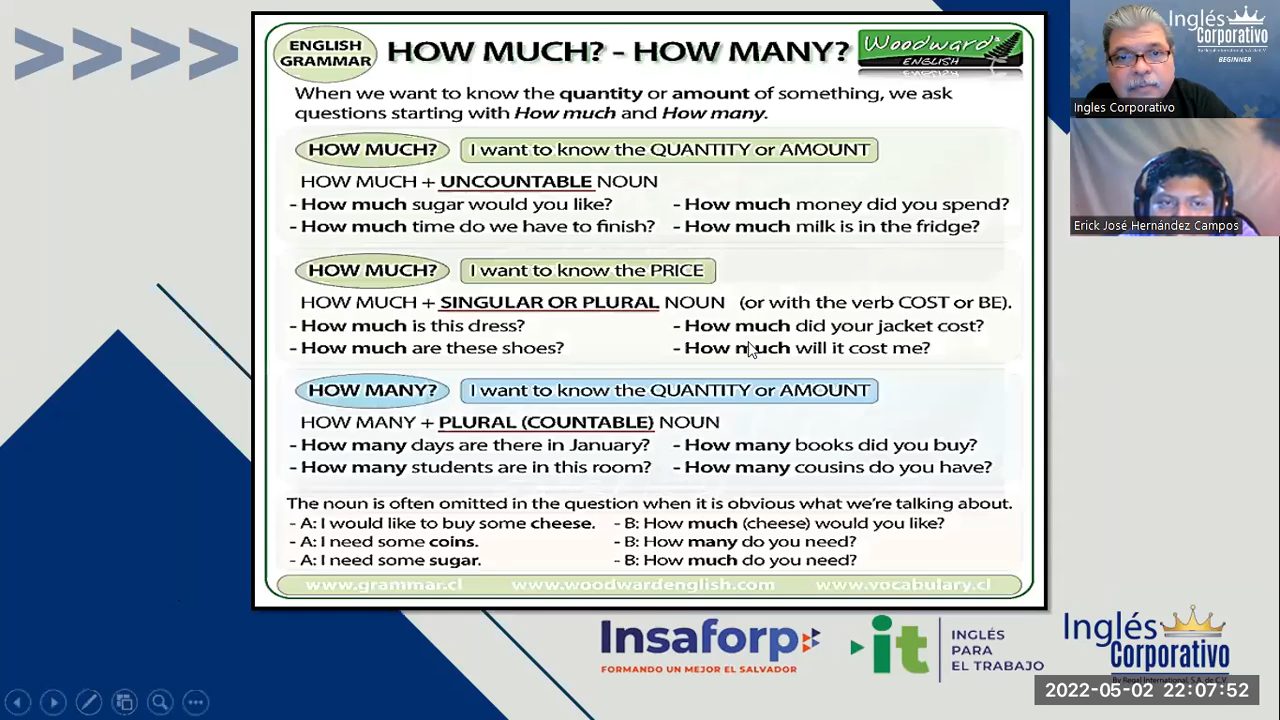 ENGLISH
GRAMMAR
HOW MUCH? - HOW MANY?
Woodward's
ENGLISH
When we want to know the quantity or amount of something, we ask
questions starting with How much and How many.
HOW MUCH? I want to know the QUANTITY or AMOUNT
HOW MUCH + UNCOUNTABLE NOUN
- How much sugar would you like? - How much money did you spend?
- How much time do we have to finish? - How much milk is in the fridge?
HOW MUCH? I want to know the PRICE
HOW MUCH + SINGULAR OR PLURAL NOUN (or with the verb COST or BE).
- How much is this dress? - How much did your jacket cost?
- How much are these shoes? - How much will it cost me?
HOW MANY? I want to know the QUANTITY or AMOUNT
HOW MANY + PLURAL (COUNTABLE) NOUN
- How many days are there in January? - How many books did you buy?
- How many students are in this room? - How many cousins do you have?
The noun is often omitted in the question when it is obvious what we're talking about.
- A: I would like to buy some cheese. - B: How much (cheese) would you like?
- A: I need some coins. - B: How many do you need?
- A: I need some sugar. - B: How much do you need?
www.grammar.cl www.woodwardenglish.com www.vocabulary.cl
Inglés
Corporativo
By Regal International, S.A. de C.V.
BEGINNER
Ingles Corporativo
Erick José Hernández Campos
Insaforp
FORMANDO UN MEJOR EL SALVADOR
it
INGLÉS
PARA
EL TRABAJO
Inglés
Corporativo
By Regal International, S.A. de C.V.
2022-05-02 22:07:52